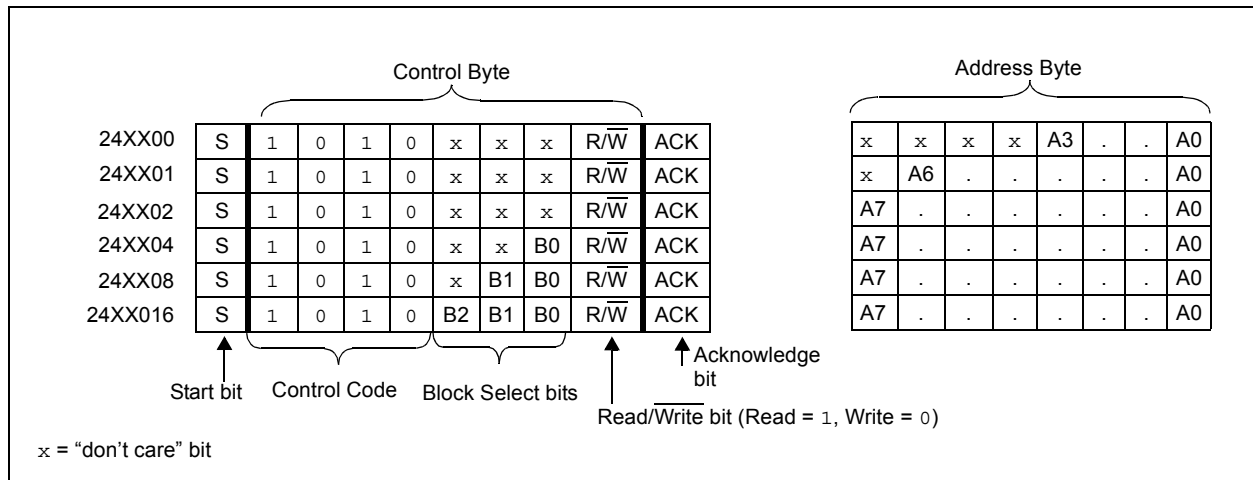 Control Byte Address Byte
24XX00 S 1 0 1 0 x x x R/W ACK x x x x A3 . . A0
24XX01 S 1 0 1 0 x x x R/W ACK x A6 . . . . . A0
24XX02 S 1 0 1 0 x x x R/W ACK A7 . . . . . . A0
24XX04 S 1 0 1 0 x x B0 R/W ACK A7 . . . . . . A0
24XX08 S 1 0 1 0 x B1 B0 R/W ACK A7 . . . . . . A0
24XX016 S 1 0 1 0 B2 B1 B0 R/W ACK A7 . . . . . . A0
Start bit Control Code Block Select bits Acknowledge
bit
Read/Write bit (Read = 1, Write = 0)
x = “don’t care” bit